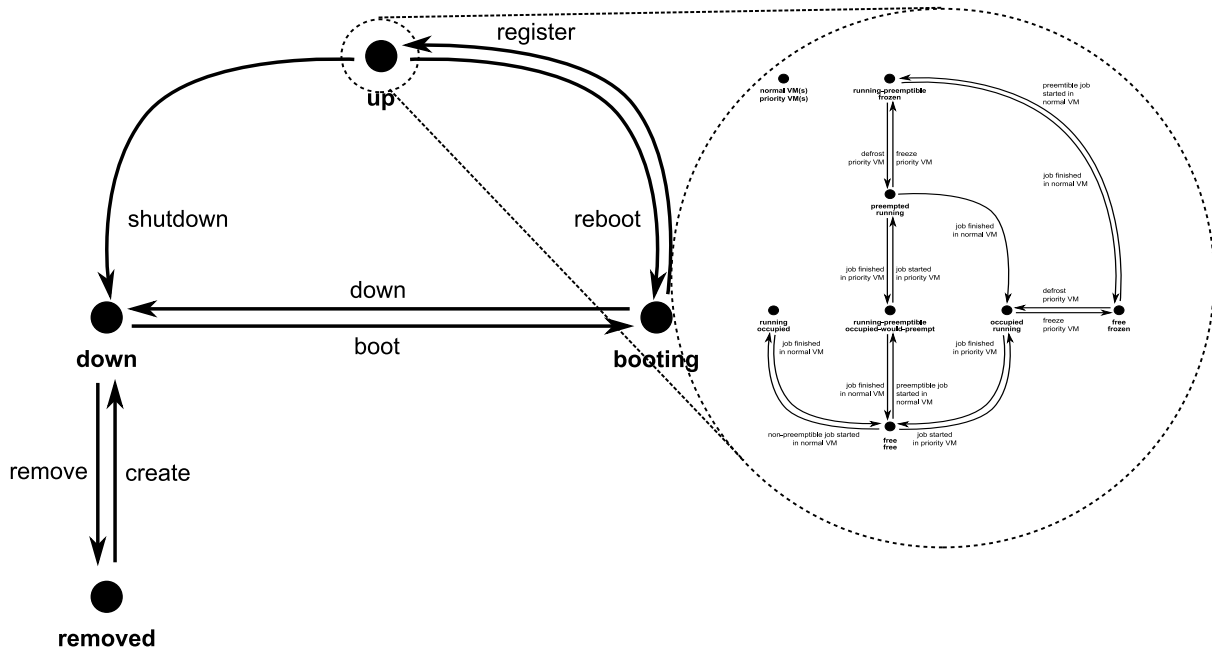 register
up
shutdown
reboot
down
boot
down
booting
remove
create
removed
normal VM(s)
priority VM(s)
running-preemptible
frozen
preemtible job
started in
normal VM
defrost
priority VM
freeze
priority VM
job finished
in normal VM
preempted
running
job finished
in normal VM
job finished
in priority VM
job started
in priority VM
defrost
priority VM
freeze
priority VM
running
occupied
running-preemptible
occupied-would-preempt
occupied
running
free
frozen
job finished
in normal VM
job finished
in priority VM
job finished
in normal VM
preemptible job
started in
normal VM
non-preemptible job started
in normal VM
job started
in priority VM
free
free